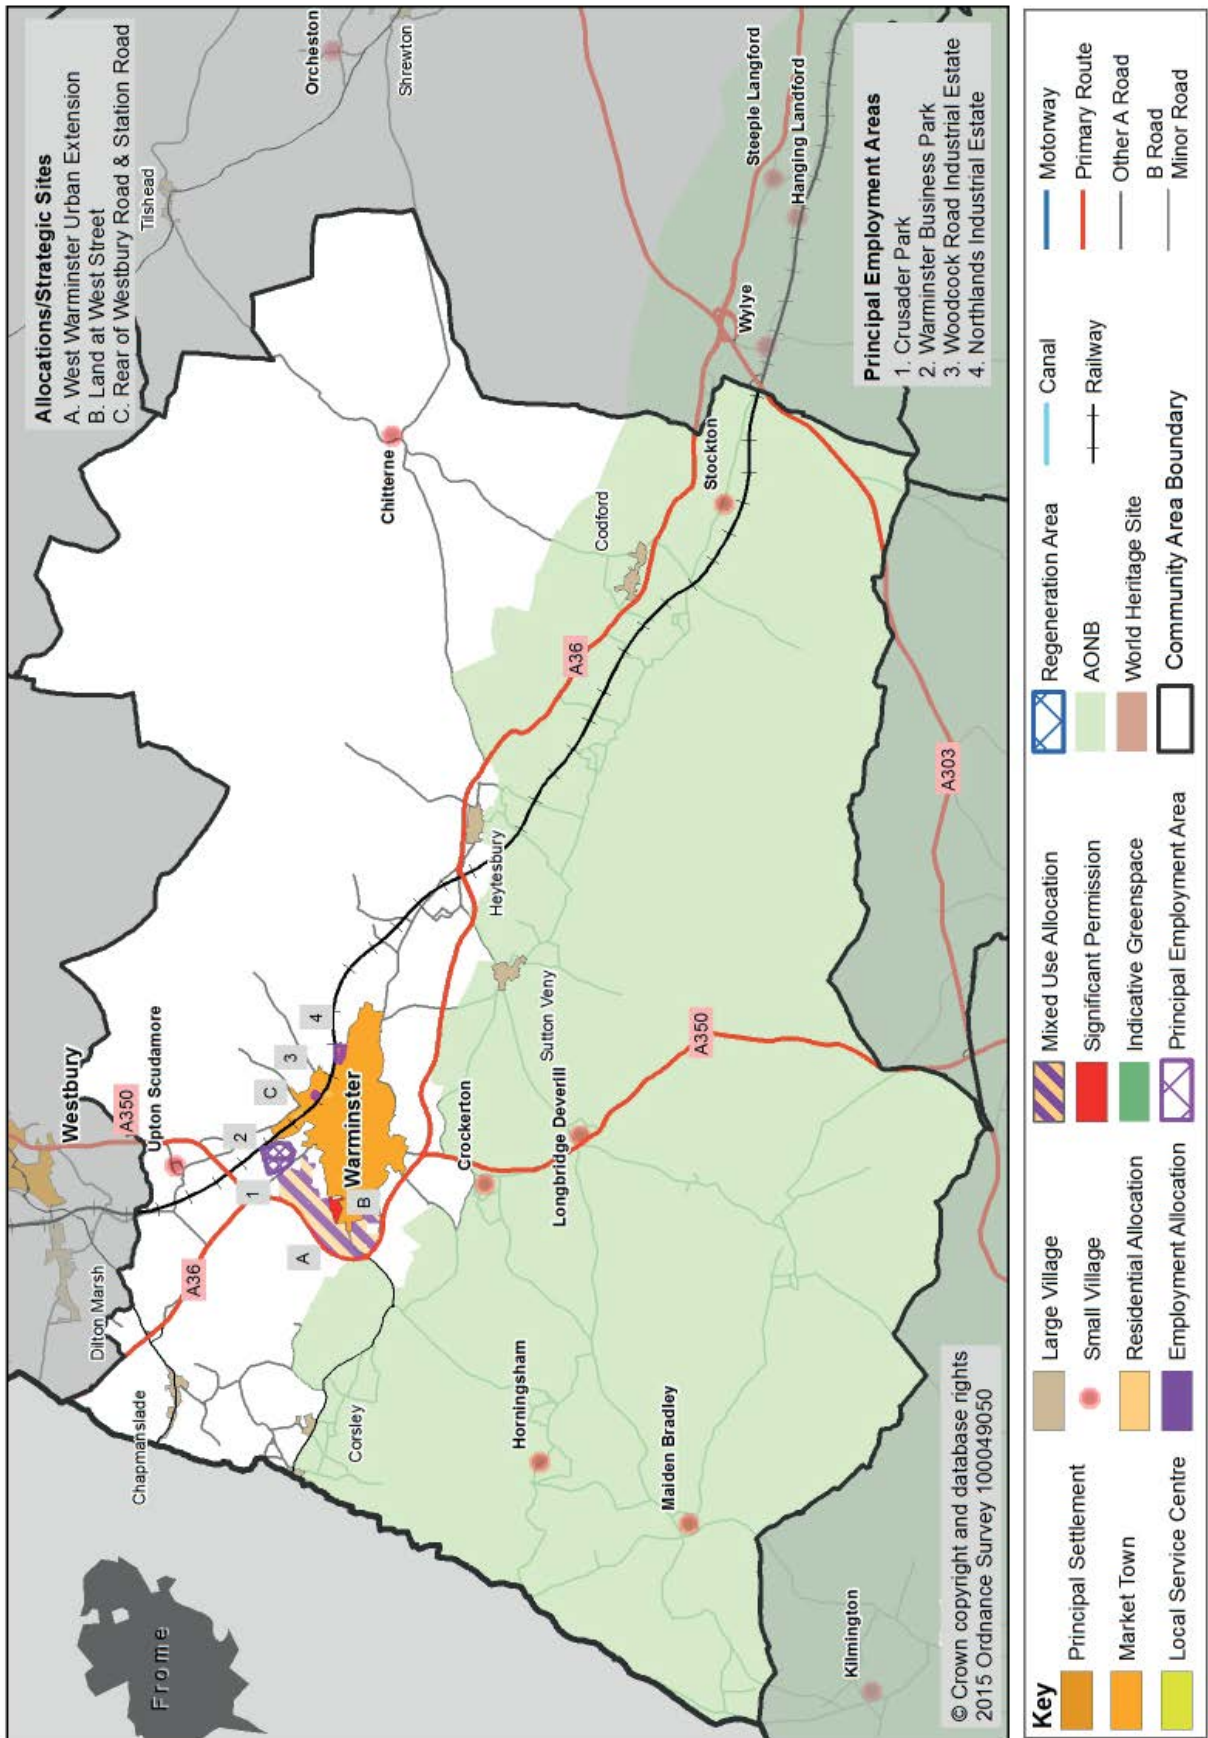 Allocations/Strategic Sites
A. West Warminster Urban Extension
B. Land at West Street
C. Rear of Westbury Road & Station Road
Orcheston
Shrewton
Tilshead
Westbury
A350
Upton Scudamore
Dilton Marsh
A36
Chapmanslade
Frome
Corsley
Chitterne
1
2
C
3
4
A
B
Warminster
Crockerton
Heytesbury
Sutton Veny
Longbridge Deverill
A36
Codford
Stockton
Wylye
Steeple Langford
Hanging Landford
Horningsham
Maiden Bradley
A350
A303
Kilmington
Principal Employment Areas
1. Crusader Park
2. Warminster Business Park
3. Woodcock Road Industrial Estate
4. Northlands Industrial Estate
© Crown copyright and database rights
2015 Ordnance Survey 100049050
Key
Principal Settlement
Market Town
Local Service Centre
Large Village
Small Village
Residential Allocation
Employment Allocation
Mixed Use Allocation
Significant Permission
Indicative Greenspace
Principal Employment Area
Regeneration Area
AONB
World Heritage Site
Community Area Boundary
Canal
Railway
Motorway
Primary Route
Other A Road
B Road
Minor Road